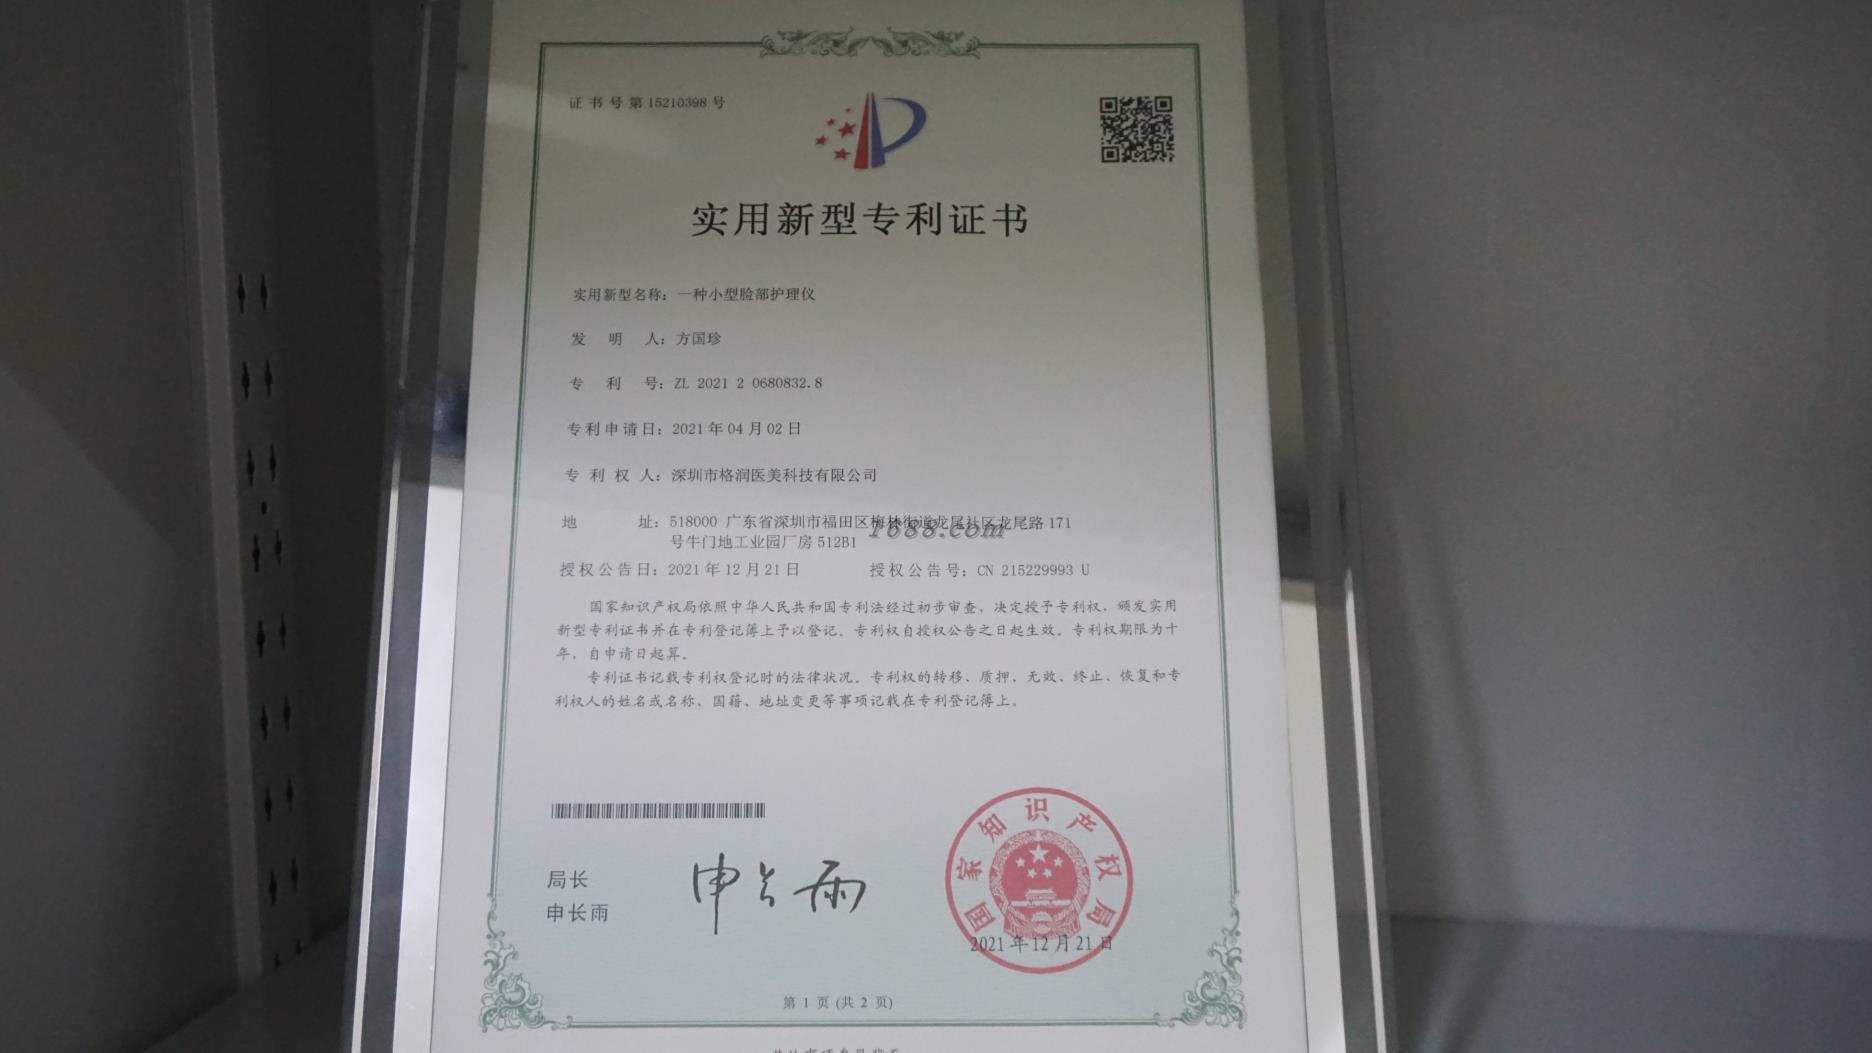 证书号第15210398号
实用新型专利证书
实用新型名称：一种小型脸部护理仪
发明人：方国珍
专利号：ZL 2021 2 0680832.8
专利申请日：2021年04月02日
专利权人：深圳市格润医美科技有限公司
地址：518000 广东省深圳市福田区梅林街道龙尾社区龙尾路171
号牛门地工业园厂房512B1
1688.com
授权公告日：2021年12月21日 授权公告号：CN 215229993 U
国家知识产权局依照中华人民共和国专利法经过初步审查，决定授予专利权，颁发实用
新型专利证书并在专利登记簿上予以登记。专利权自授权公告之日起生效。专利权期限为十
年，自申请日起算。
专利证书记载专利权登记时的法律状况。专利权的转移、质押、无效、终止、恢复和专
利权人的姓名或名称、国籍、地址变更等事项记载在专利登记簿上。
局长
申长雨
申长雨
国家知识产权局
2021年12月21日
第 1 页 (共 2 页)